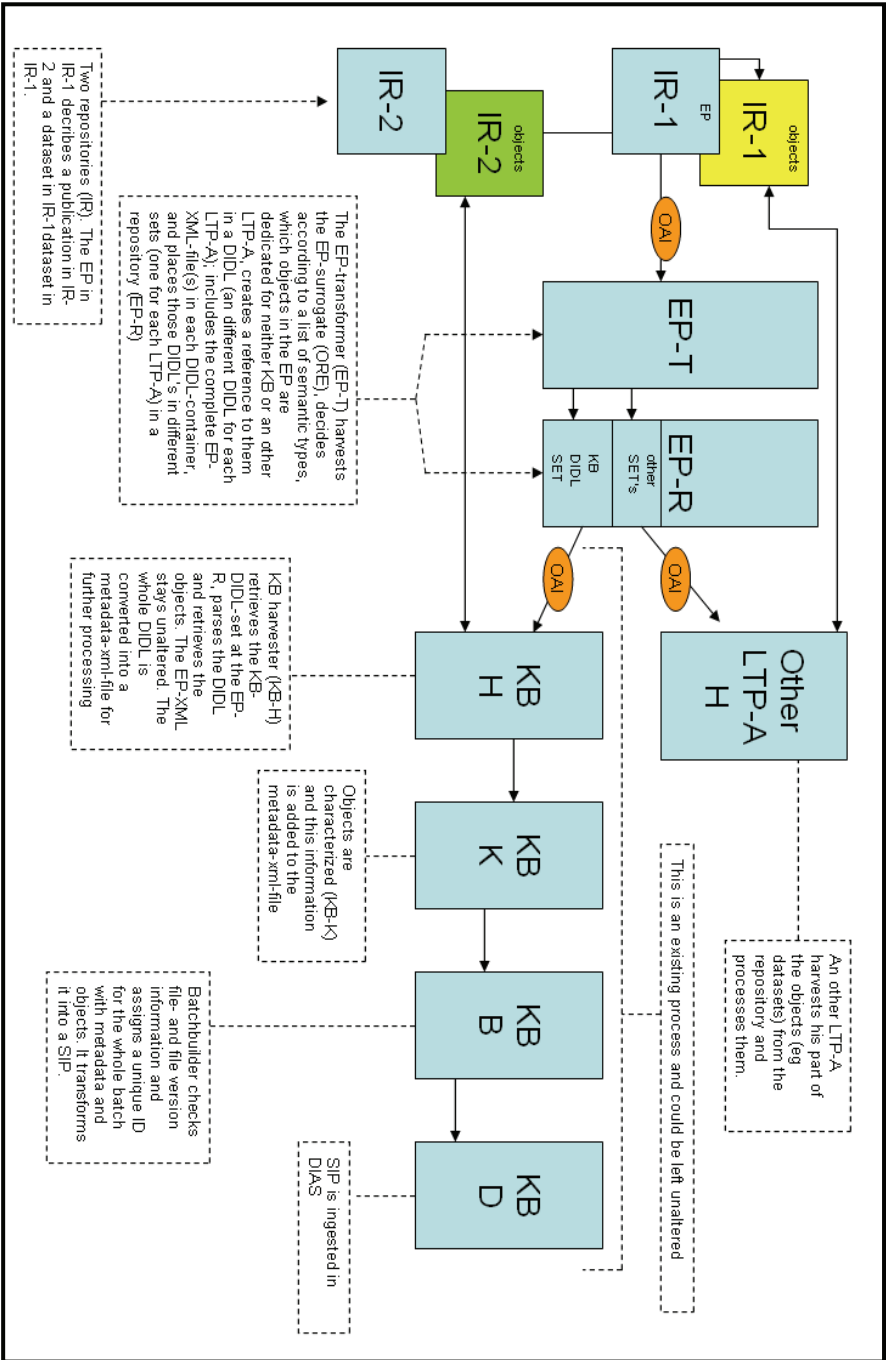 objects
IR-1
IR-1
EP
objects
IR-2
IR-2
Two repositories (IR). The EP in
IR-1 decribes a publication in IR-
2 and a dataset in IR-1dataset in
IR-1.
OAI
EP-T
EP-R
other
SET's
KB
DIDL
SET
The EP-transformer (EP-T) harvests
the EP-surrogate (ORE), decides
according to a list of semantic types,
which objects in the EP are
dedicated for neither KB or an other
LTP-A, creates a reference to them
in a DIDL (an different DIDL for each
LTP-A); includes the complete EP-
XML-file(s) in each DIDL-container,
and places those DIDL's in different
sets (one for each LTP-A) in a
repository (EP-R)
OAI
OAI
Other
LTP-A
H
An other LTP-A
harvests his part of
the objects (eg
datasets) from the
repository and
processes them.
This is an existing process and could be left unaltered
KB
H
KB harvester (KB-H)
retrieves the KB-
DIDL-set at the EP-
R, parses the DIDL
and retrieves the
objects. The EP-XML
stays unaltered. The
whole DIDL is
converted into a
metadata-xml-file for
further processing
KB
K
Objects are
characterized (KB-K)
and this information
is added to the
metadata-xml-file
KB
B
Batchbuilder checks
file- and file version
information and
assigns a unique ID
for the whole batch
with metadata and
objects. It transforms
it into a SIP.
KB
D
SIP is ingested in
DIAS